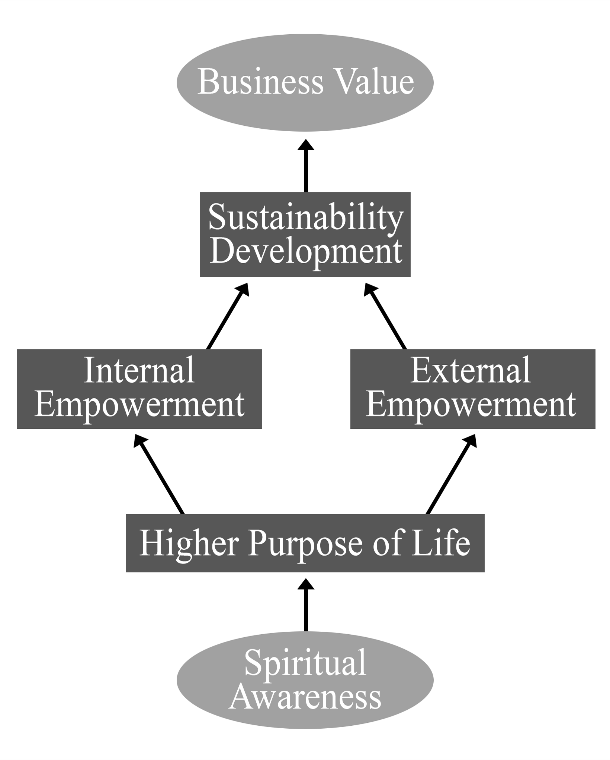 Business Value
Sustainability
Development
Internal
Empowerment
External
Empowerment
Higher Purpose of Life
Spiritual
Awareness